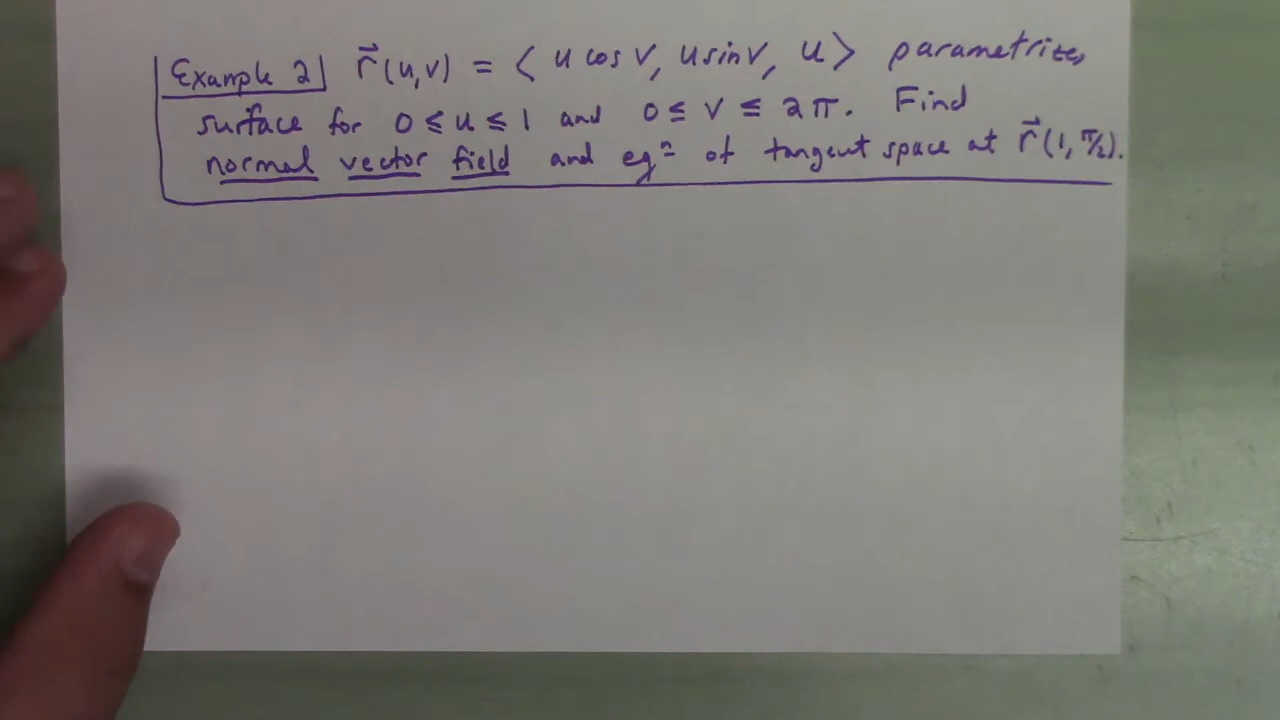 Example 2 r⃗(u,v) = ⟨ u cos v, u sin v, u ⟩ parametrizes
surface for 0 ≤ u ≤ 1 and 0 ≤ v ≤ 2π. Find
normal vector field and eqⁿ of tangent space at r⃗(1, π/2).